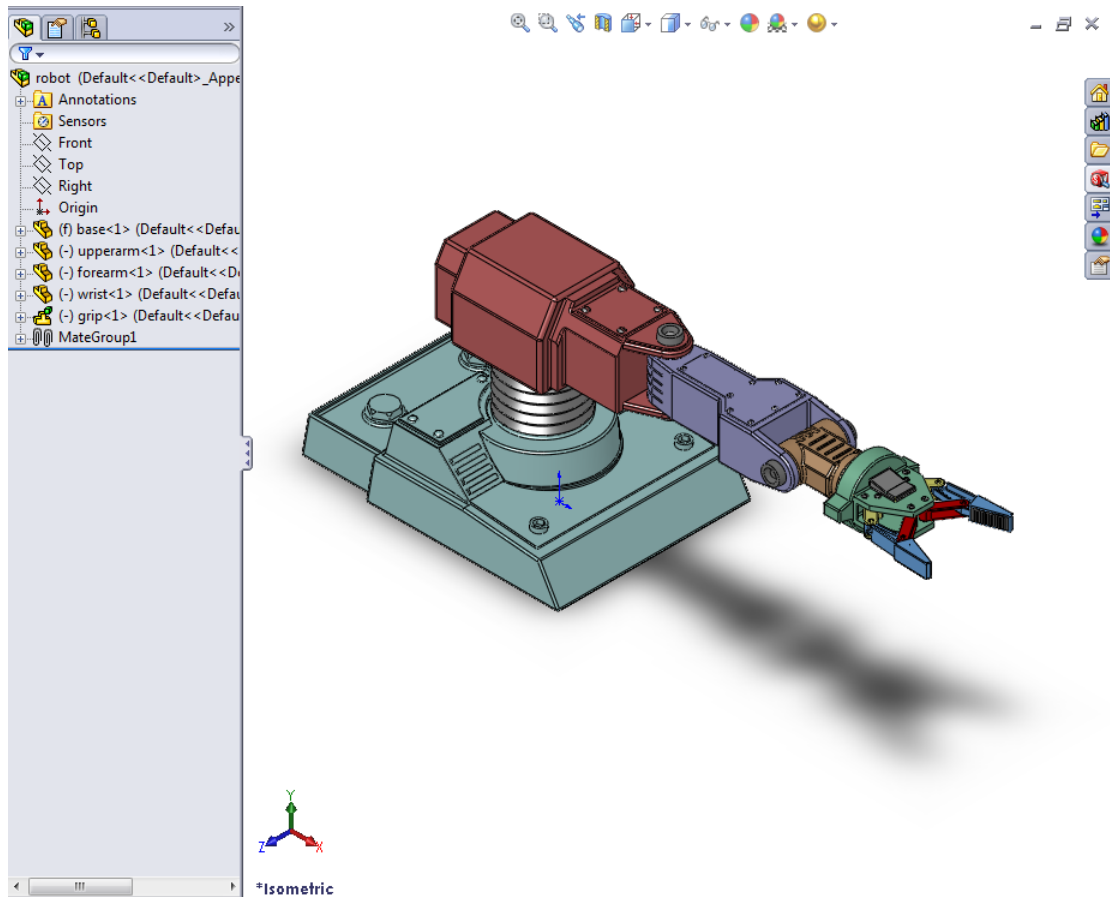 robot (Default<<Default>_Appe
Annotations
Sensors
Front
Top
Right
Origin
(f) base<1> (Default<<Defau
(-) upperarm<1> (Default<<
(-) forearm<1> (Default<<D
(-) wrist<1> (Default<<Defau
(-) grip<1> (Default<<Defau
MateGroup1
Y
Z
X
*Isometric